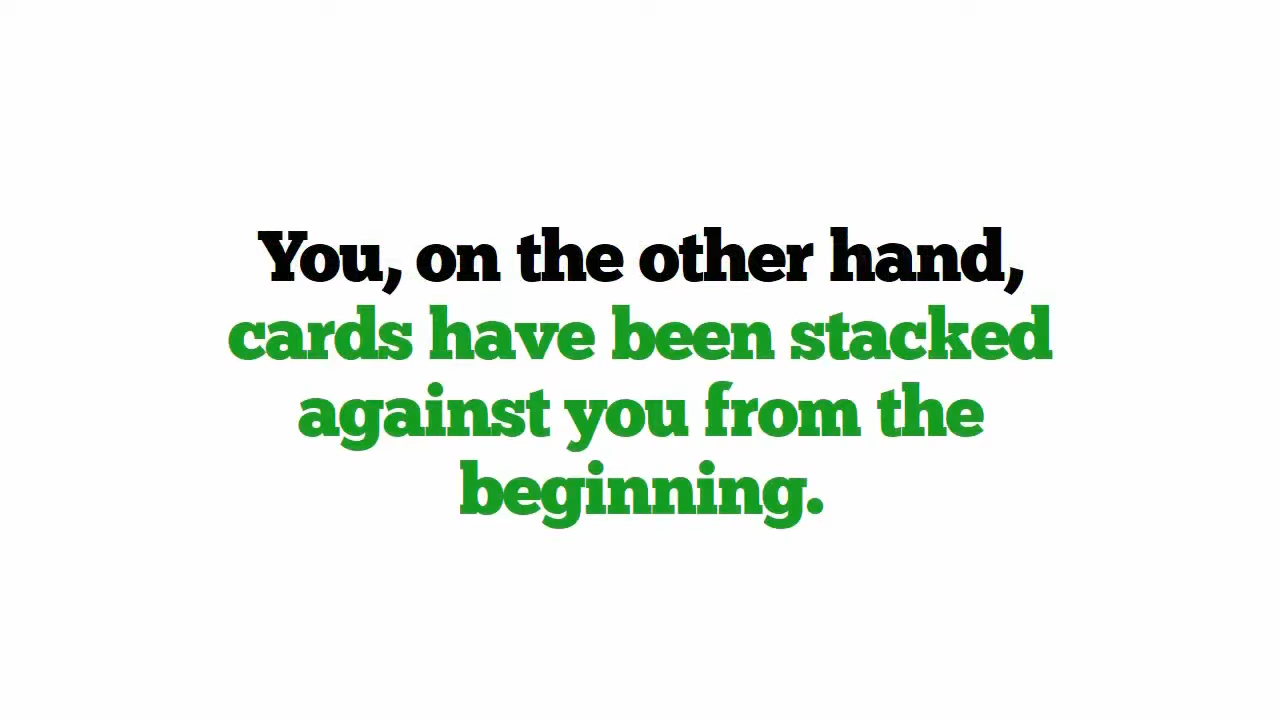 You, on the other hand,
cards have been stacked
against you from the
beginning.